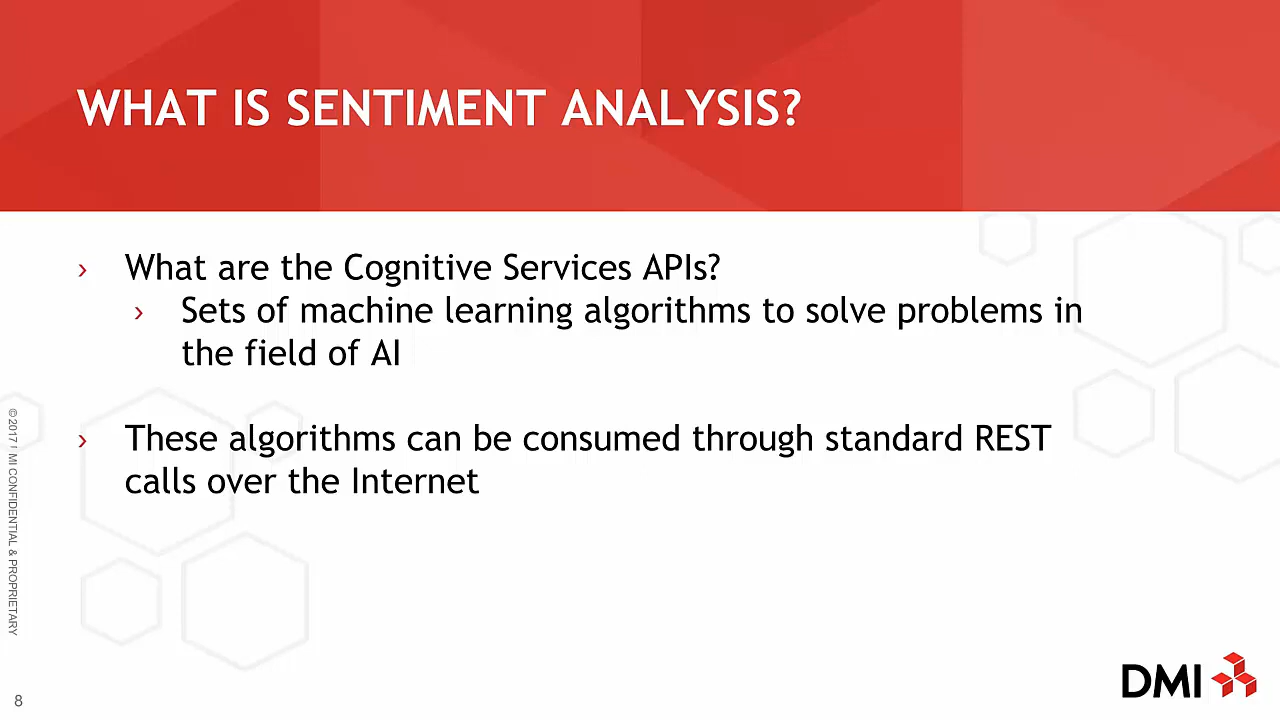 WHAT IS SENTIMENT ANALYSIS?
› What are the Cognitive Services APIs?
› Sets of machine learning algorithms to solve problems in
the field of AI
› These algorithms can be consumed through standard REST
calls over the Internet
©2017 / MI CONFIDENTIAL & PROPRIETARY
8
DMI